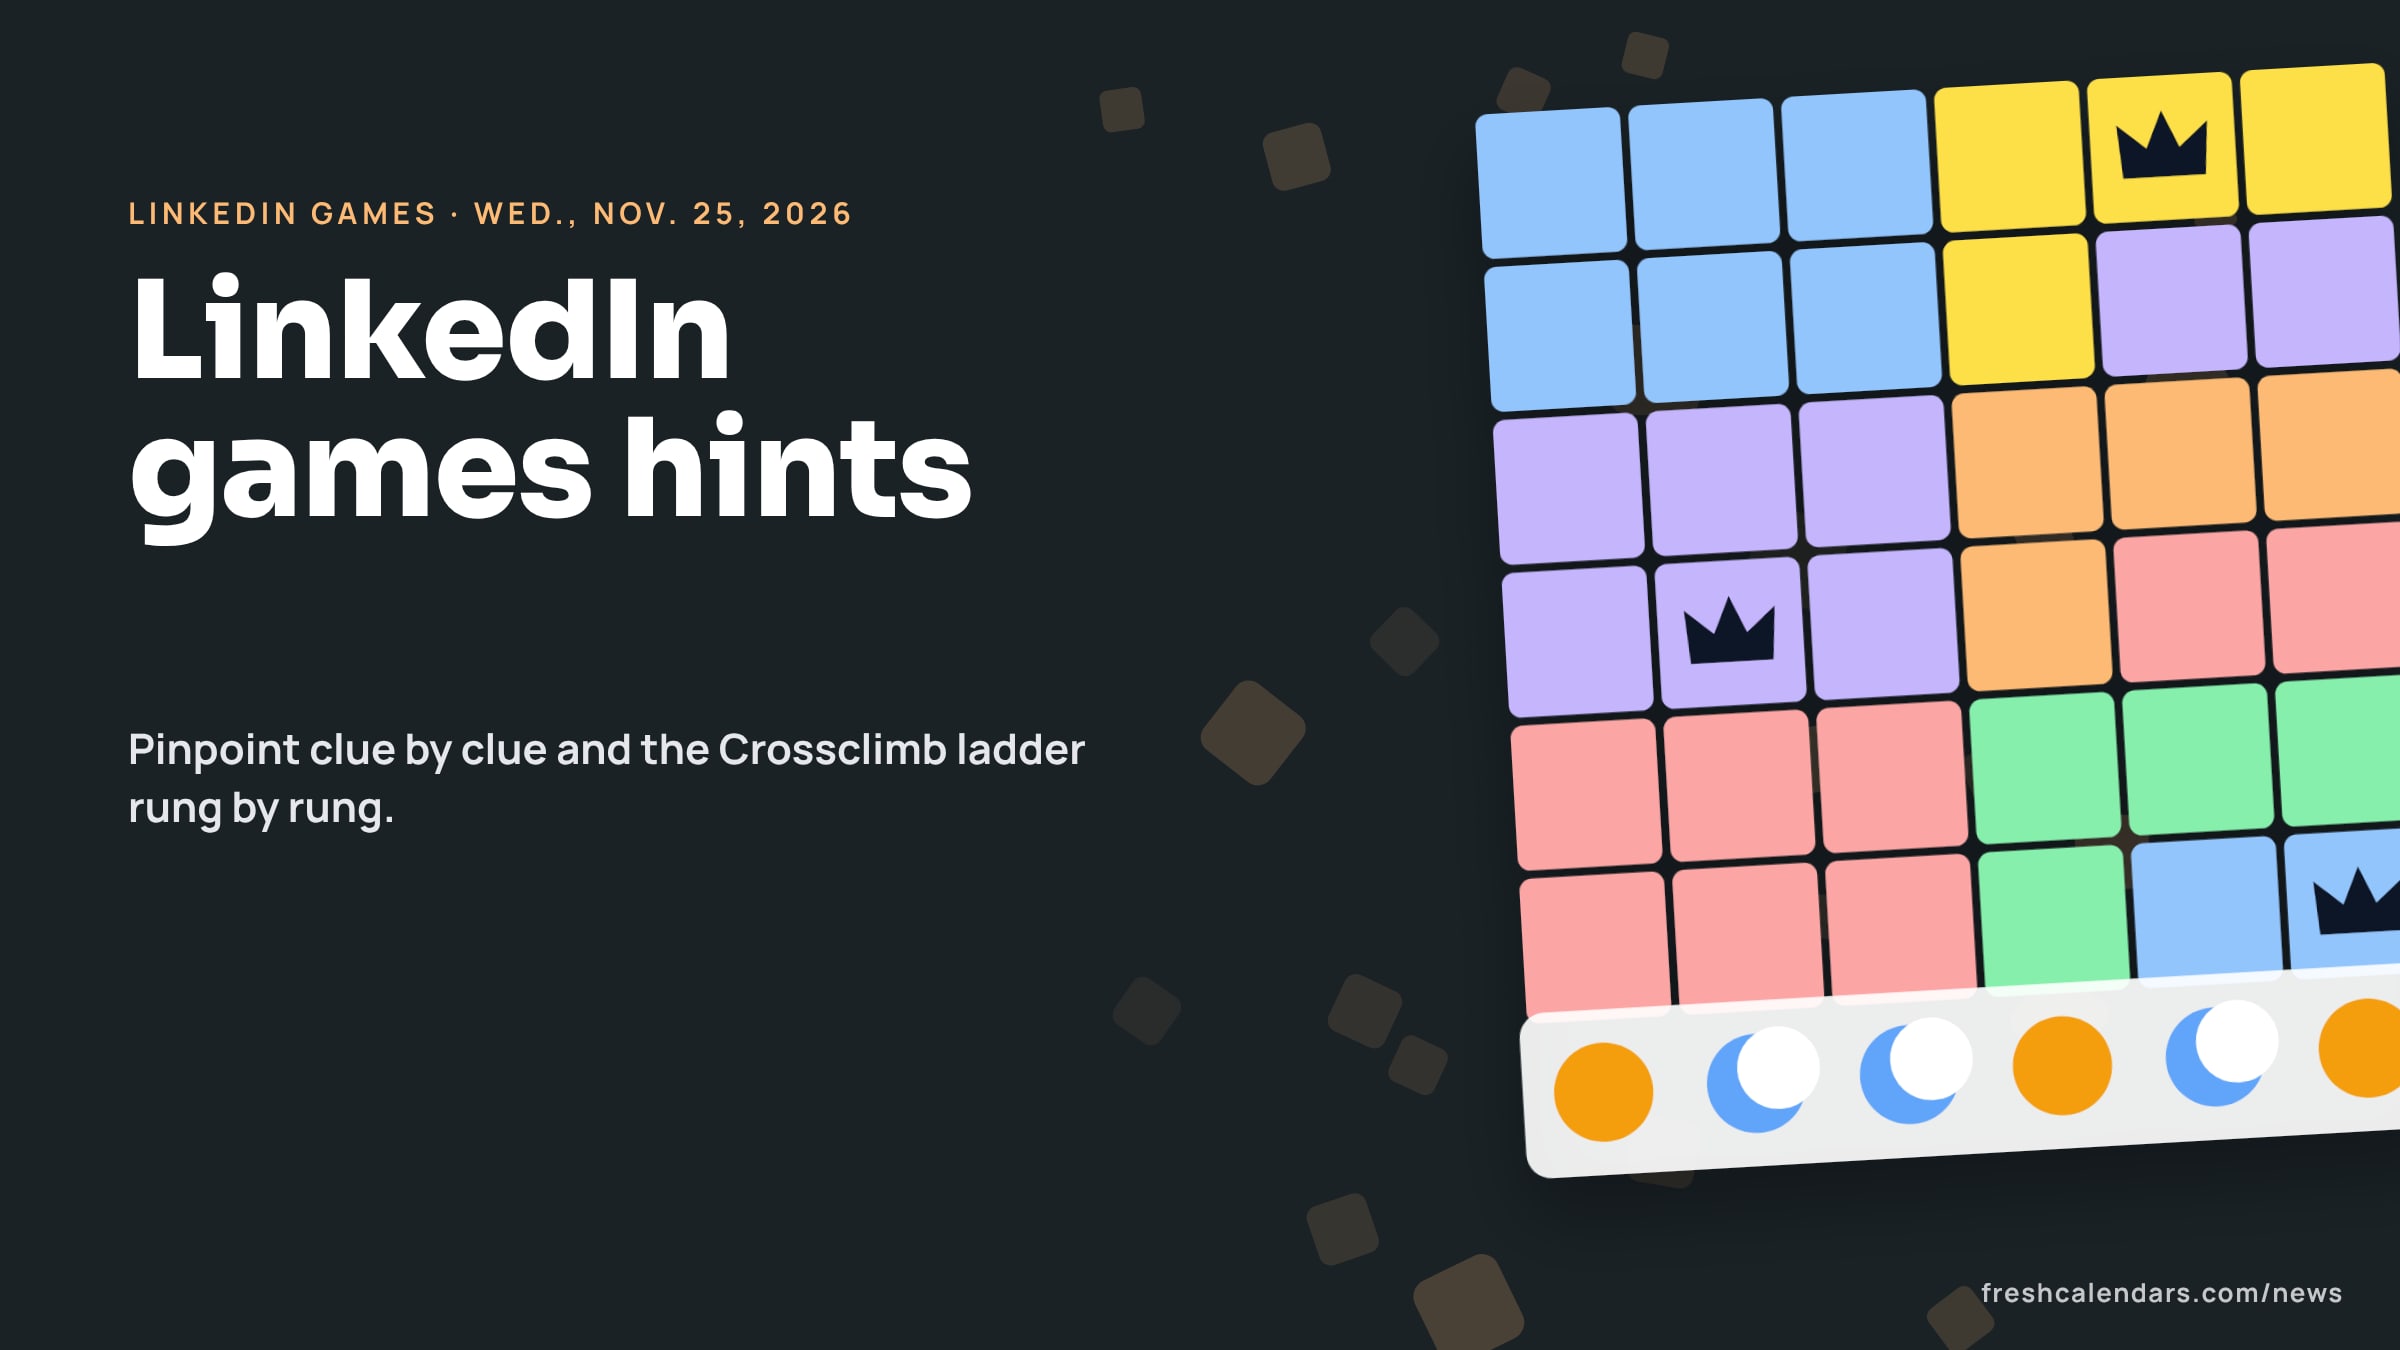 LINKEDIN GAMES · WED., NOV. 25, 2026
LinkedIn
games hints
Pinpoint clue by clue and the Crossclimb ladder
rung by rung.
freshcalendars.com/news